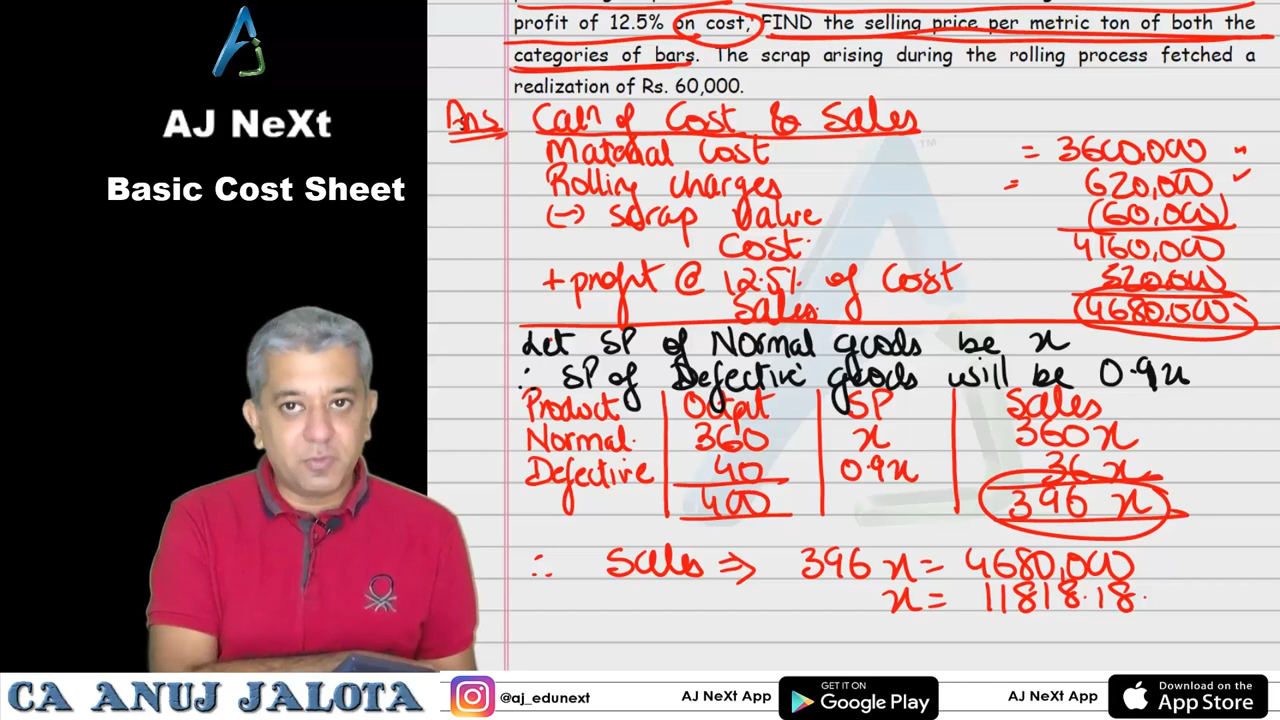 AJ NeXt
Basic Cost Sheet
profit of 12.5% on cost, FIND the selling price per metric ton of both the
categories of bars. The scrap arising during the rolling process fetched a
realization of Rs. 60,000.
Ans Caln of Cost & Sales
Material Cost = 3600,000
Rolling charges = 620,000
(-) scrap value (60,000)
Cost 4160,000
+ profit @ 12.5% of Cost 520,000
Sales 4680,000
Let SP of Normal goods be x
∴ SP of Defective goods will be 0.9x
Product Output SP Sales
Normal 360 x 360x
Defective 40 0.9x 36x
400 396x
∴ Sales ⇒ 396x = 4680,000
x = 11818.18
CA ANUJ JALOTA
@aj_edunext
AJ NeXt App
GET IT ON
Google Play
AJ NeXt App
Download on the
App Store
TM